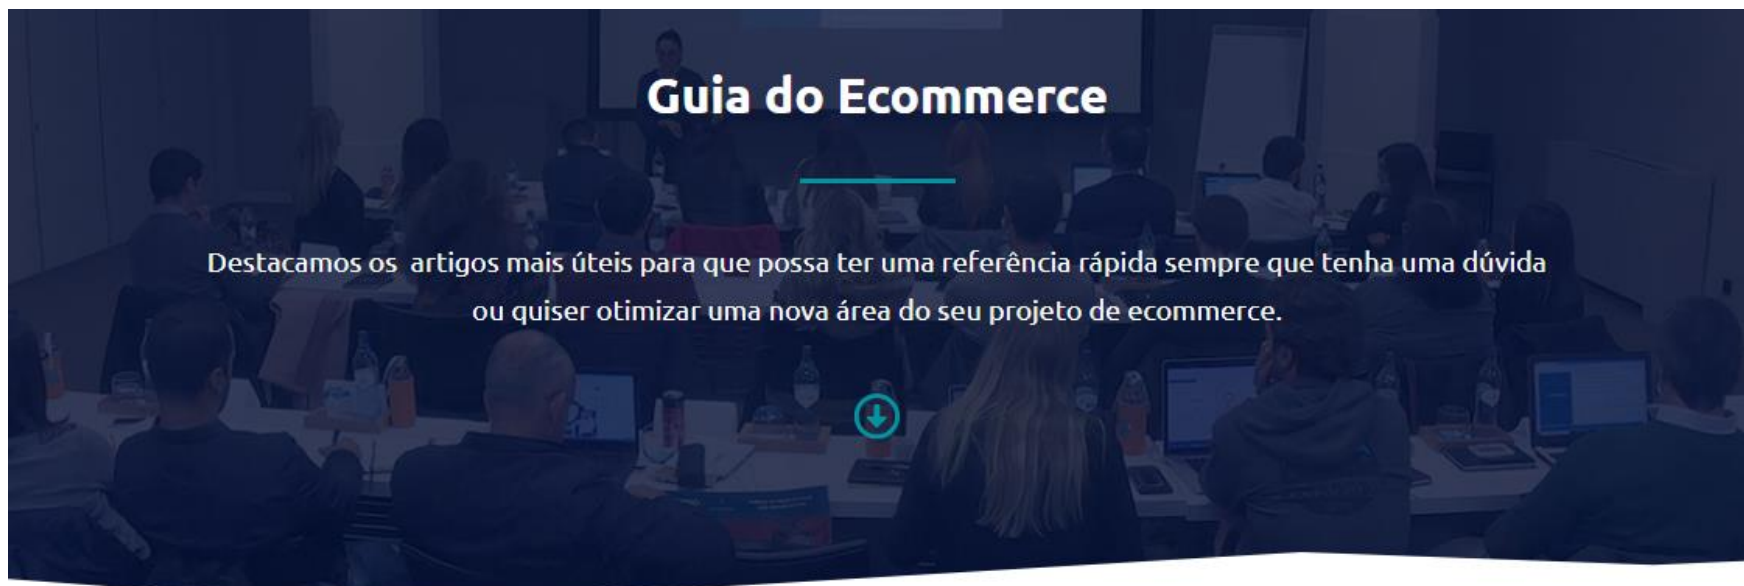 Guia do Ecommerce
Destacamos os artigos mais úteis para que possa ter uma referência rápida sempre que tenha uma dúvida
ou quiser otimizar uma nova área do seu projeto de ecommerce.